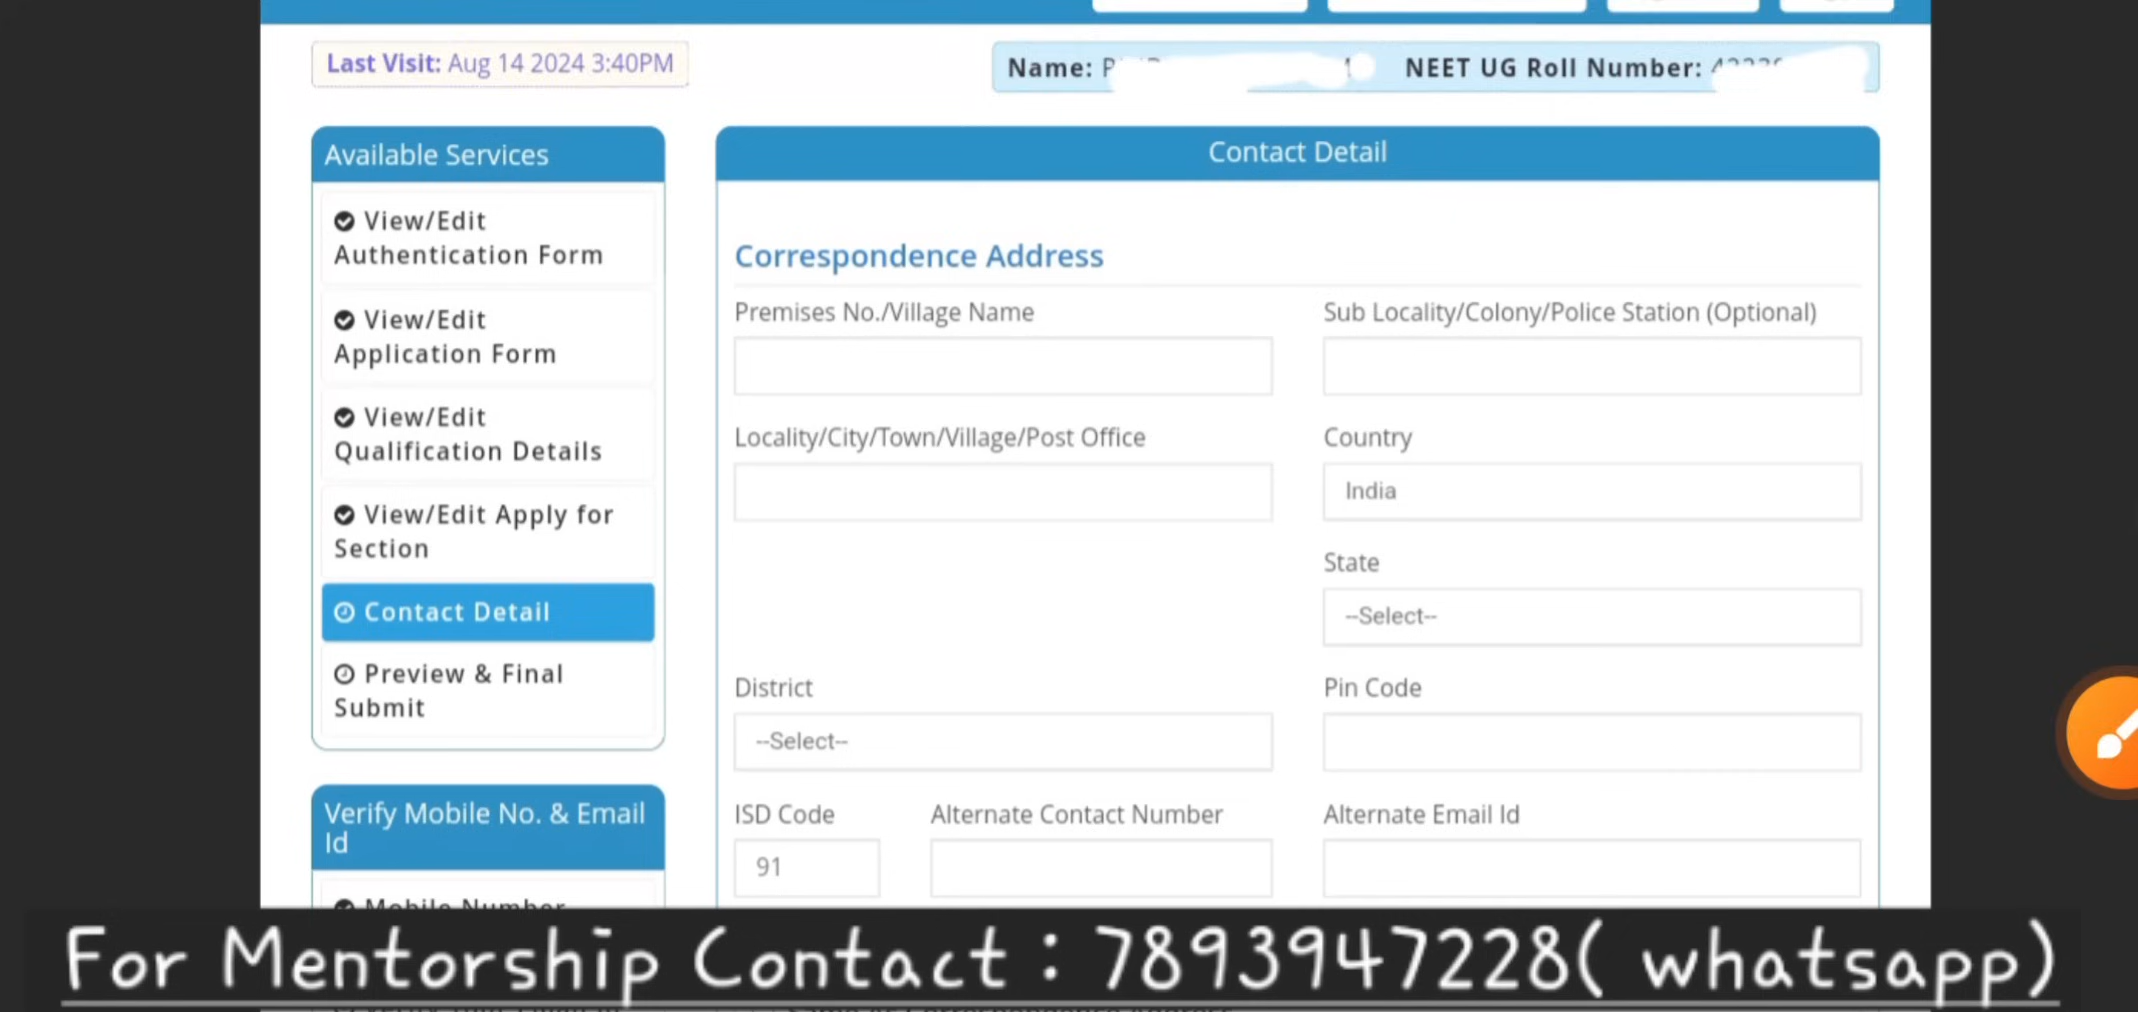 Last Visit: Aug 14 2024 3:40PM
Name: NEET UG Roll Number:
Available Services
View/Edit
Authentication Form
View/Edit
Application Form
View/Edit
Qualification Details
View/Edit Apply for
Section
Contact Detail
Preview & Final
Submit
Verify Mobile No. & Email
Id
Mobile Number
Contact Detail
Correspondence Address
Premises No./Village Name
Sub Locality/Colony/Police Station (Optional)
Locality/City/Town/Village/Post Office
Country
India
State
--Select--
District
--Select--
Pin Code
ISD Code
91
Alternate Contact Number
Alternate Email Id
For Mentorship Contact : 7893947228( whatsapp)